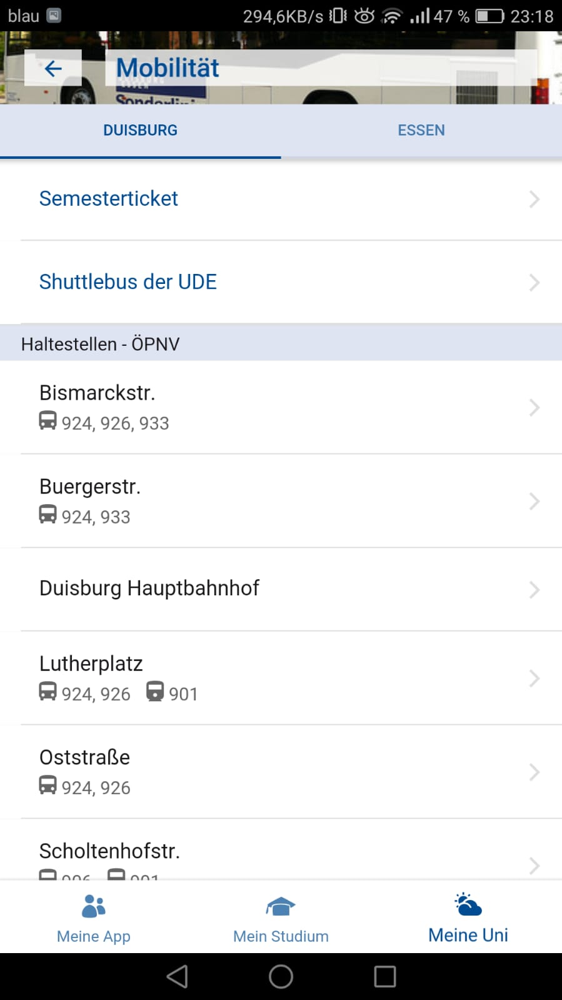 blau 294,6KB/s 47 % 23:18
Mobilität
DUISBURG ESSEN
Semesterticket
Shuttlebus der UDE
Haltestellen - ÖPNV
Bismarckstr.
924, 926, 933
Buergerstr.
924, 933
Duisburg Hauptbahnhof
Lutherplatz
924, 926 901
Oststraße
924, 926
Scholtenhofstr.
926 901
Meine App Mein Studium Meine Uni